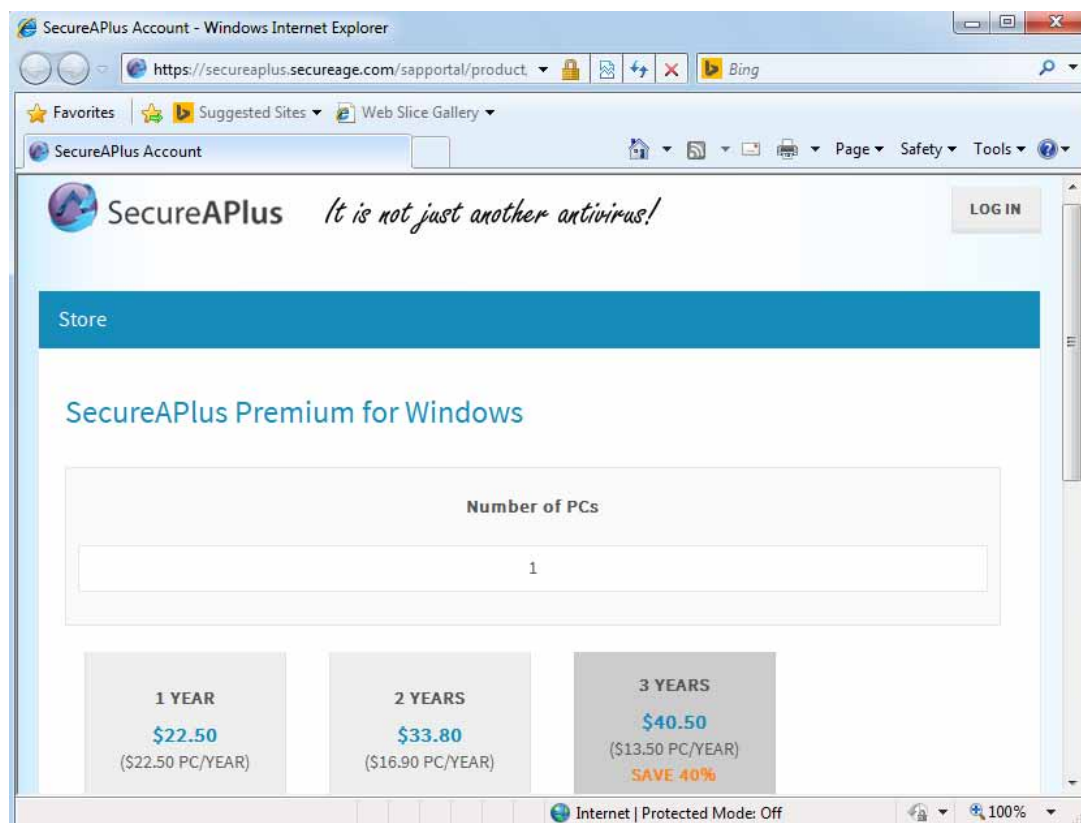 SecureAPlus Account - Windows Internet Explorer
https://secureaplus.secureage.com/sapportal/product
Bing
Favorites Suggested Sites Web Slice Gallery
SecureAPlus Account
Page Safety Tools
SecureAPlus It is not just another antivirus!
LOG IN
Store
SecureAPlus Premium for Windows
Number of PCs
1
1 YEAR
$22.50
($22.50 PC/YEAR)
2 YEARS
$33.80
($16.90 PC/YEAR)
3 YEARS
$40.50
($13.50 PC/YEAR)
SAVE 40%
Internet | Protected Mode: Off
100%